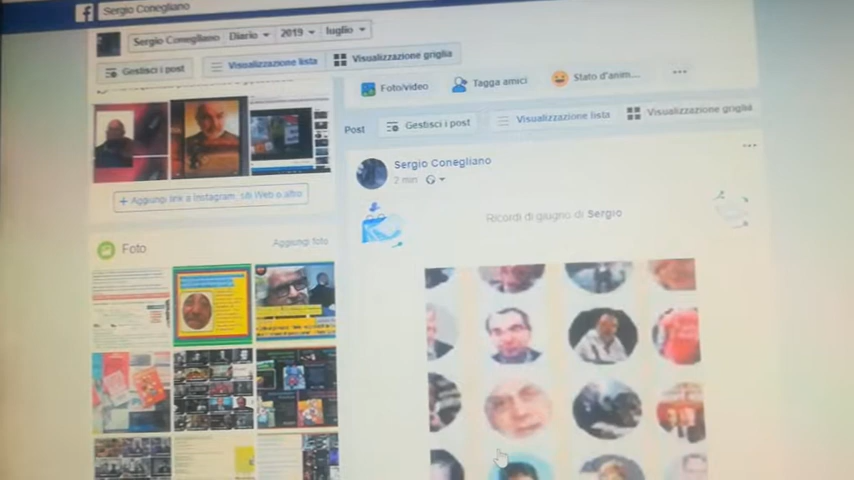 Sergio Conegliano
Sergio Conegliano Diario 2019 luglio
Gestisci i post Visualizzazione lista Visualizzazione griglia
Foto/video Tagga amici Stato d'anim...
Post Gestisci i post Visualizzazione lista Visualizzazione griglia
Sergio Conegliano
2 min
+ Aggiungi link a Instagram, siti Web o altro
Ricordi di giugno di Sergio
Foto Aggiungi foto